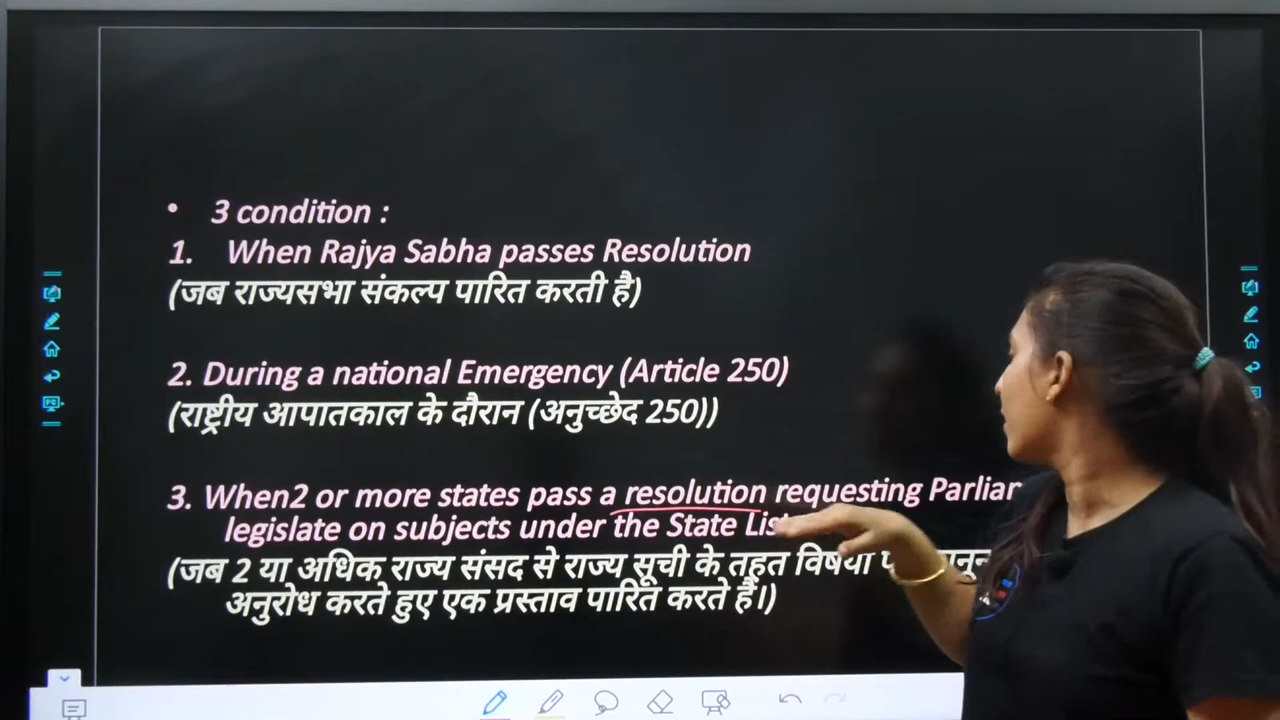 • 3 condition :
1. When Rajya Sabha passes Resolution
(जब राज्यसभा संकल्प पारित करती है)
2. During a national Emergency (Article 250)
(राष्ट्रीय आपातकाल के दौरान (अनुच्छेद 250))
3. When2 or more states pass a resolution requesting
legislate on subjects under the State
(जब 2 या अधिक राज्य संसद से राज्य सूची के तहत विषयों
अनुरोध करते हुए एक प्रस्ताव पारित करते हैं।)